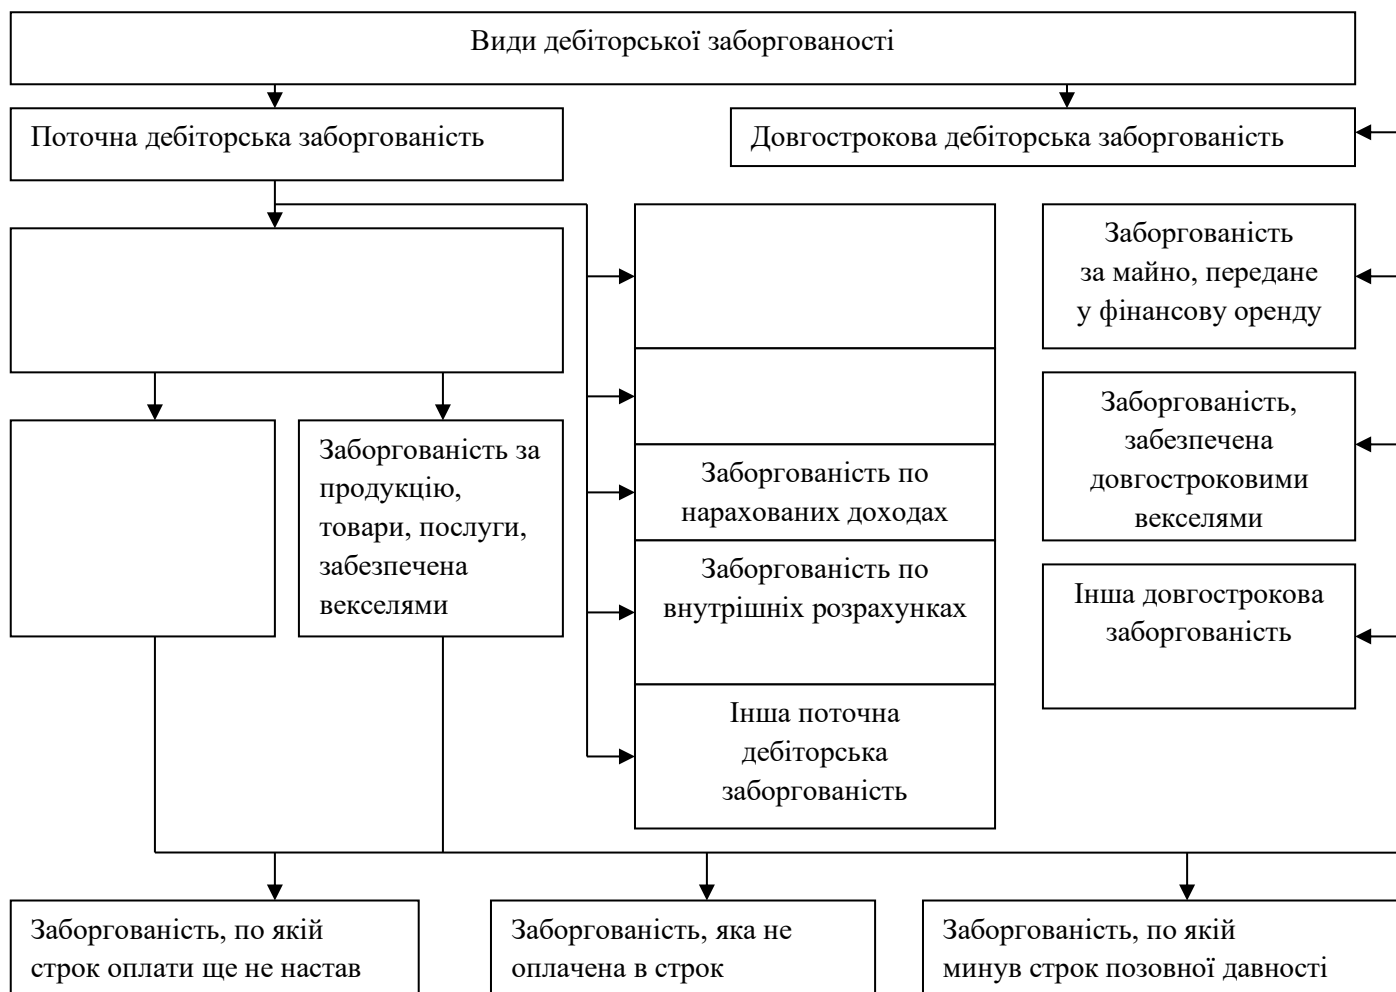 Види дебіторської заборгованості
Поточна дебіторська заборгованість
Довгострокова дебіторська заборгованість
Заборгованість за
продукцію,
товари, послуги,
забезпечена
векселями
Заборгованість по
нарахованих доходах
Заборгованість по
внутрішніх розрахунках
Інша поточна
дебіторська
заборгованість
Заборгованість
за майно, передане
у фінансову оренду
Заборгованість,
забезпечена
довгостроковими
векселями
Інша довгострокова
заборгованість
Заборгованість, по якій
строк оплати ще не настав
Заборгованість, яка не
оплачена в строк
Заборгованість, по якій
минув строк позовної давності